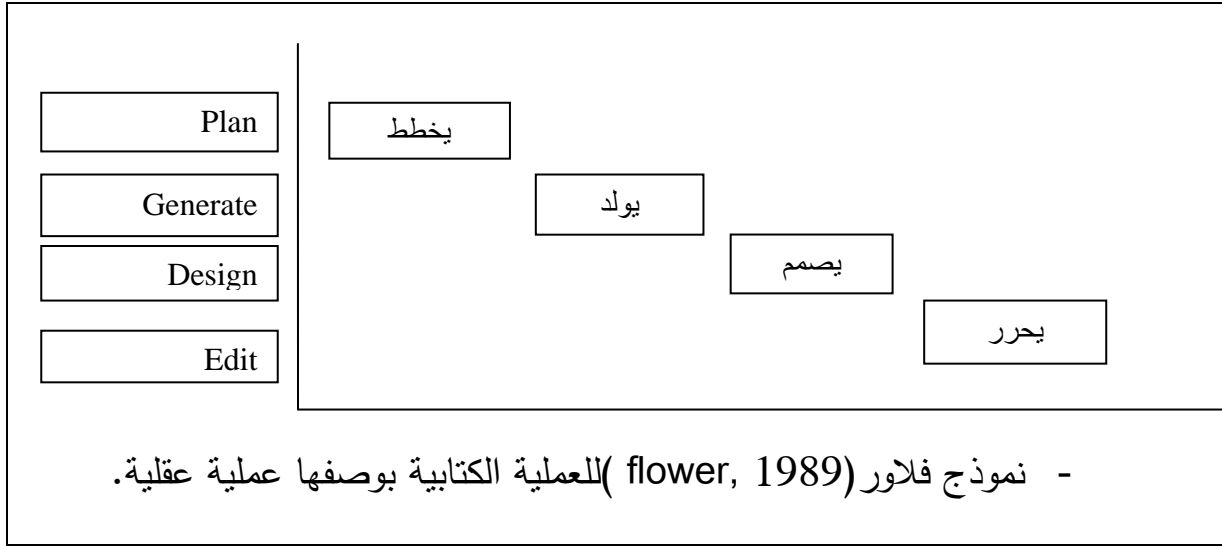 Plan
يخطط
Generate
يولد
Design
يصمم
Edit
يحرر
- نموذج فلاور (flower, 1989 )للعملية الكتابية بوصفها عملية عقلية.